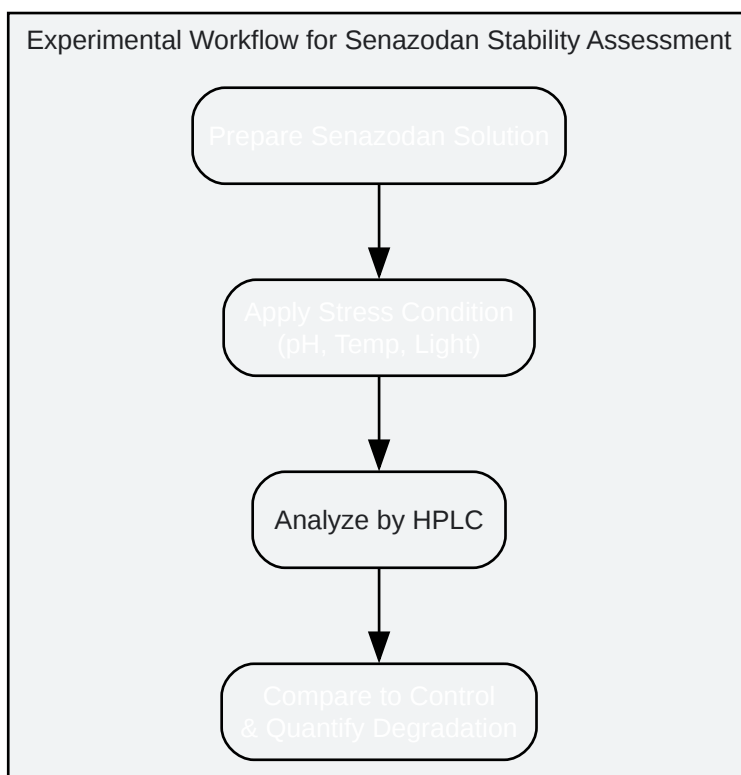 Experimental Workflow for Senazodan Stability Assessment
Prepare Senazodan Solution
Apply Stress Condition
(pH, Temp, Light)
Analyze by HPLC
Compare to Control
& Quantify Degradation